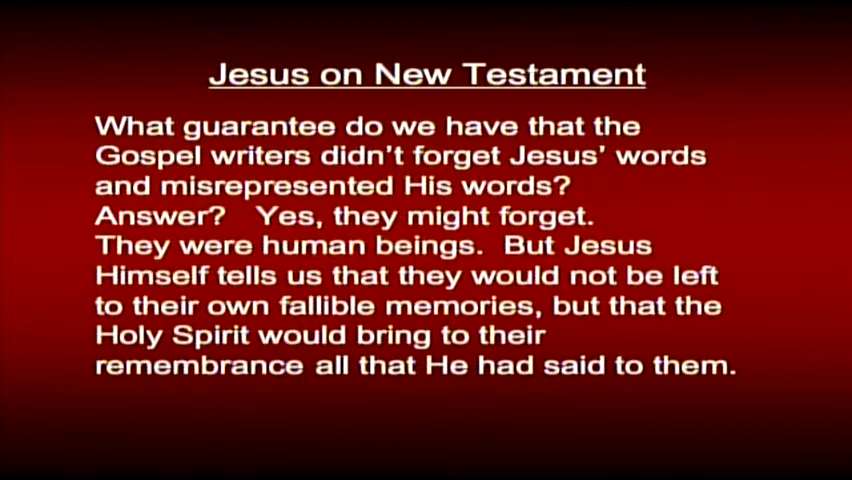 Jesus on New Testament
What guarantee do we have that the
Gospel writers didn't forget Jesus' words
and misrepresented His words?
Answer?   Yes, they might forget.
They were human beings.  But Jesus
Himself tells us that they would not be left
to their own fallible memories, but that the
Holy Spirit would bring to their
remembrance all that He had said to them.